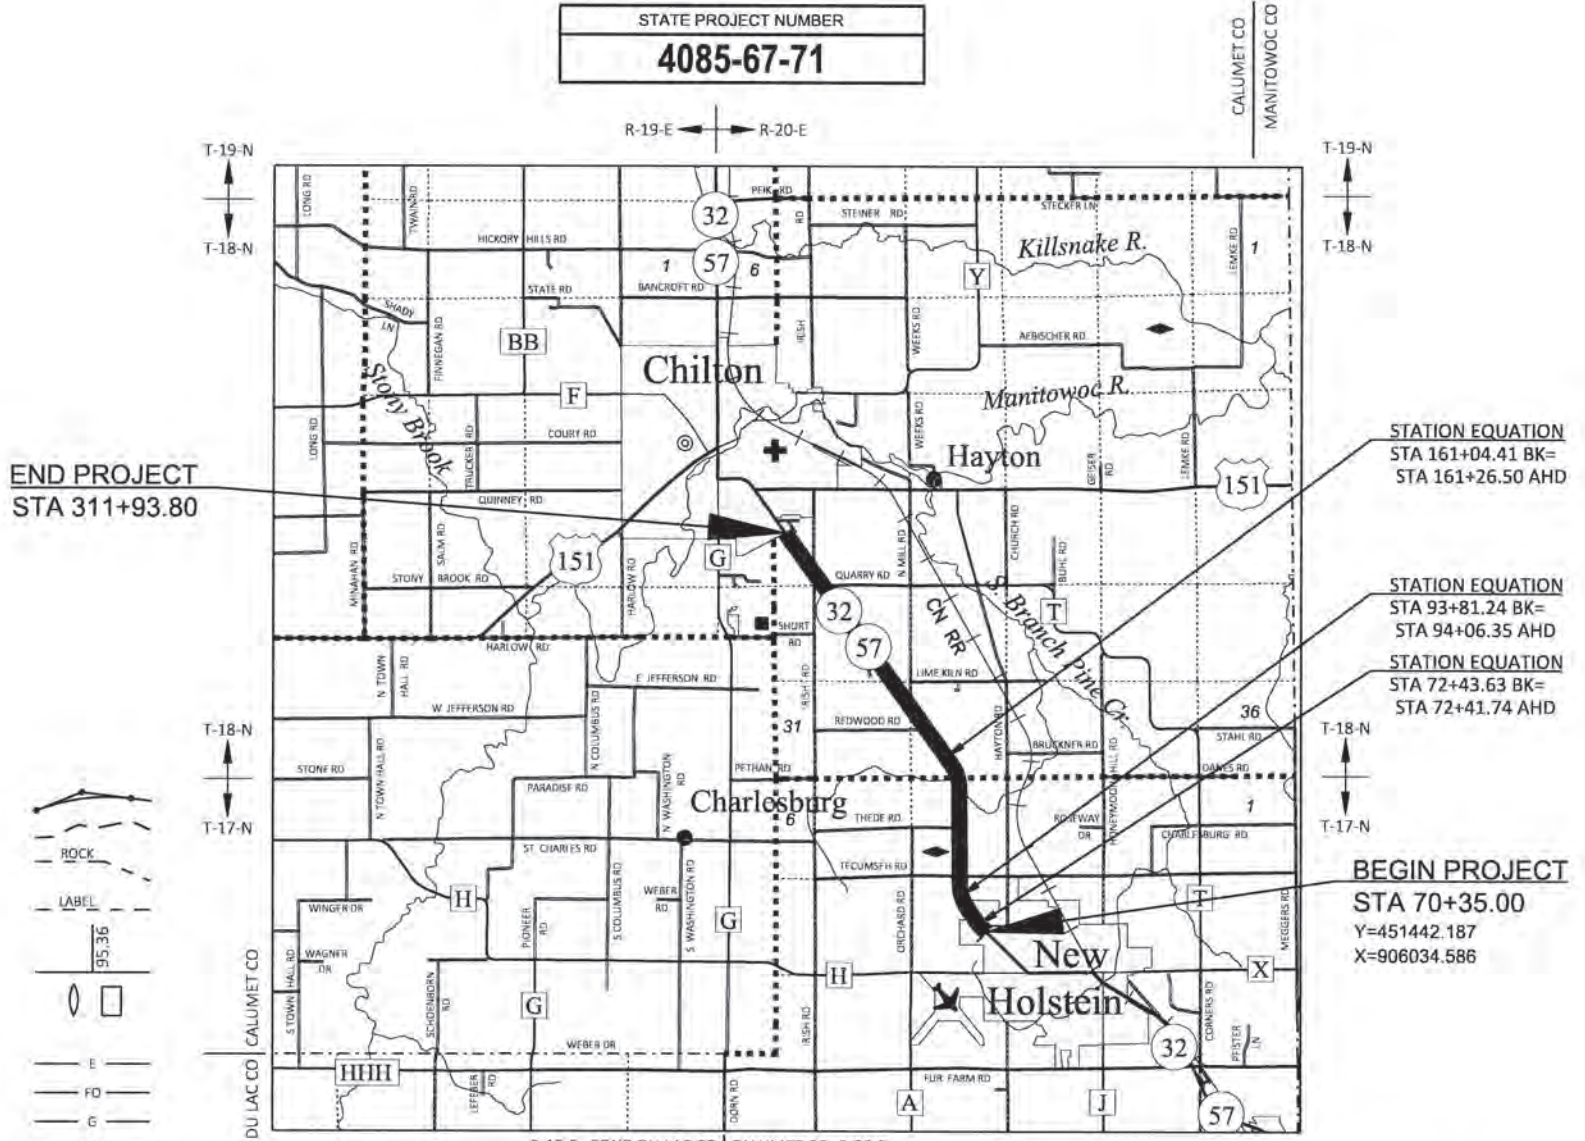 STATE PROJECT NUMBER
4085-67-71
CALUMET CO
MANITOWOC CO
R-19-E
R-20-E
T-19-N
T-18-N
T-19-N
T-18-N
LONG RD
TWAIN RD
32
PEIK RD
RD
STEINER RD
STECKER LN
LEMKE RD
1
HICKORY HILLS RD
Killsnake R.
1
57
6
Y
STATE RD
BANCROFT RD
SHADY
LN
FINNEGAN RD
BB
IRISH
WEEKS RD
AEBISCHER RD
Chilton
Stony Brook
F
Manitowoc R.
LONG RD
TRUCKER RD
COURY RD
WEEKS RD
Hayton
GEISER
RD
LEMKE RD
STATION EQUATION
STA 161+04.41 BK=
STA 161+26.50 AHD
END PROJECT
STA 311+93.80
QUINNEY RD
151
MINAHAN RD
SALM RD
151
G
N MILL RD
CHURCH RD
BUHL RD
STONY BROOK RD
HARLOW RD
QUARRY RD
32
CN RR
S. Branch Pine Cr.
T
STATION EQUATION
STA 93+81.24 BK=
STA 94+06.35 AHD
SHORT
RD
57
HARLOW RD
N TOWN
HALL RD
E JEFFERSON RD
IRISH RD
LIME KILN RD
STATION EQUATION
STA 72+43.63 BK=
STA 72+41.74 AHD
W JEFFERSON RD
N COLUMBUS RD
31
REDWOOD RD
HAYTON RD
BRUCKNER RD
36
STAHL RD
T-18-N
T-17-N
T-18-N
T-17-N
STONE RD
N TOWN HALL RD
PARADISE RD
N WASHINGTON
RD
PETHAN RD
DANES RD
HONEYMOON HILL RD
Charlesburg
6
THEDE RD
ROSEWAY
DR
1
CHARLESBURG RD
ROCK
ST CHARLES RD
TECUMSEH RD
BEGIN PROJECT
STA 70+35.00
Y=451442.187
X=906034.586
LABEL
WINGER DR
H
PIONEER
RD
S COLUMBUS RD
WEBER
RD
S WASHINGTON RD
G
ORCHARD RD
T
MEGGERS RD
95.36
WAGNER
DR
New
Holstein
H
X
S TOWN HALL RD
SCHOENBORN
RD
G
IRISH RD
CORNERS RD
DU LAC CO
CALUMET CO
WEBER DR
32
PFISTER
LN
E
FO
G
HHH
LEFEBER
RD
DORN RD
FUR FARM RD
A
J
57